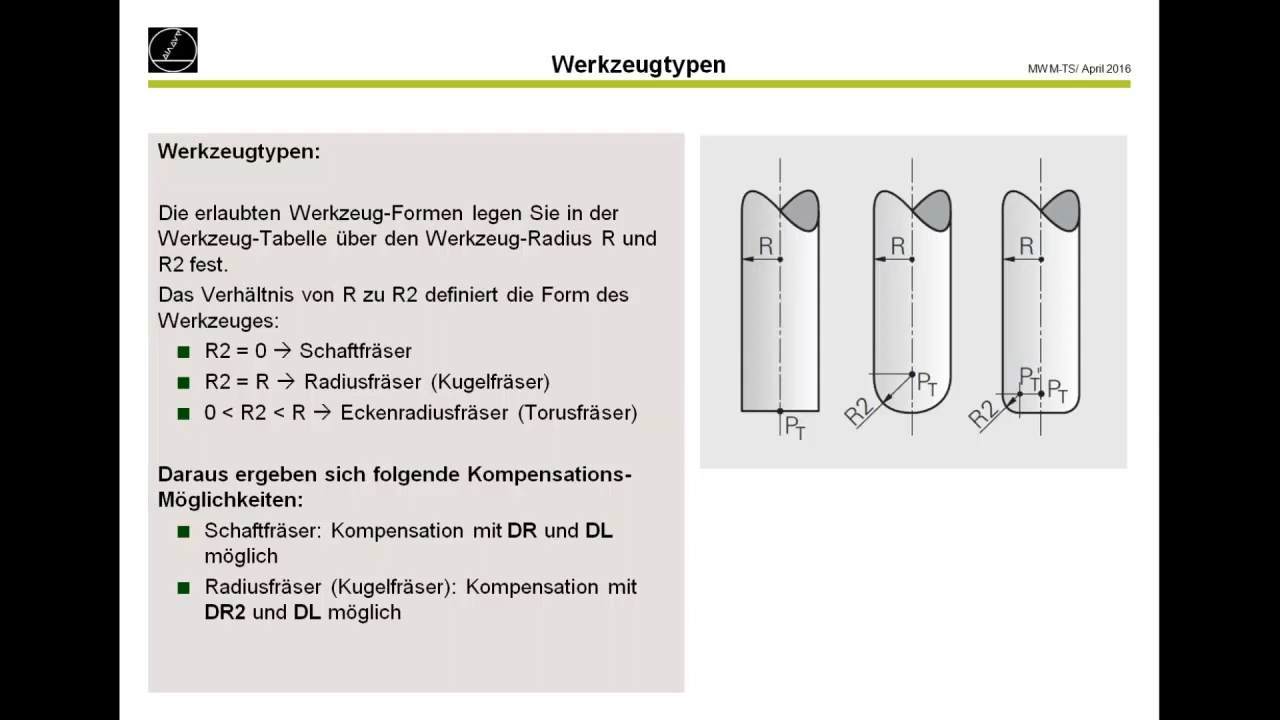 Werkzeugtypen
MWM-TS/ April 2016
Werkzeugtypen:
Die erlaubten Werkzeug-Formen legen Sie in der
Werkzeug-Tabelle über den Werkzeug-Radius R und
R2 fest.
Das Verhältnis von R zu R2 definiert die Form des
Werkzeuges:
R2 = 0 → Schaftfräser
R2 = R → Radiusfräser (Kugelfräser)
0 < R2 < R → Eckenradiusfräser (Torusfräser)
Daraus ergeben sich folgende Kompensations-
Möglichkeiten:
Schaftfräser: Kompensation mit DR und DL
möglich
Radiusfräser (Kugelfräser): Kompensation mit
DR2 und DL möglich
R
R
R
PT
R2
PT
R2
PT'
PT